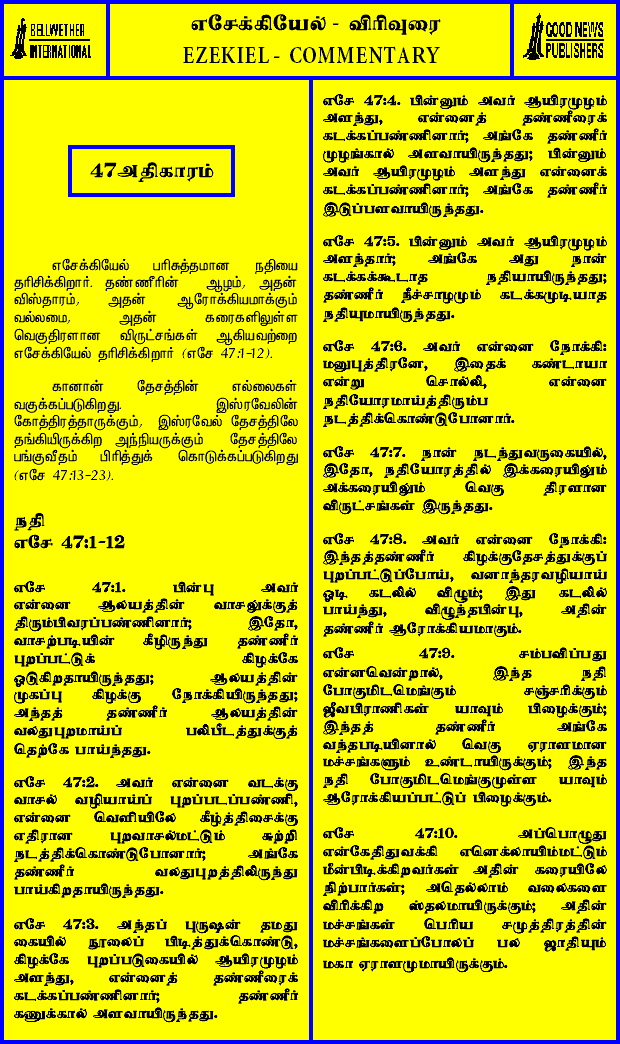 BELLWETHER
INTERNATIONAL
எசேக்கியேல் - விரிவுரை
EZEKIEL - COMMENTARY
GOOD NEWS
PUBLISHERS
47அதிகாரம்
எசேக்கியேல் பரிசுத்தமான நதியை
தரிசிக்கிறார். தண்ணீரின் ஆழம், அதன்
விஸ்தாரம், அதன் ஆரோக்கியமாக்கும்
வல்லமை, அதன் கரைகளிலுள்ள
வெகுதிரளான விருட்சங்கள் ஆகியவற்றை
எசேக்கியேல் தரிசிக்கிறார் (எசே 47:1-12).
கானான் தேசத்தின் எல்லைகள்
வகுக்கப்படுகிறது. இஸ்ரவேலின்
கோத்திரத்தாருக்கும், இஸ்ரவேல் தேசத்திலே
தங்கியிருக்கிற அந்நியருக்கும் தேசத்திலே
பங்குவீதம் பிரித்துக் கொடுக்கப்படுகிறது
(எசே 47:13-23).
நதி
எசே 47:1-12
எசே 47:1. பின்பு அவர்
என்னை ஆலயத்தின் வாசலுக்குத்
திரும்பிவரப்பண்ணினார்; இதோ,
வாசற்படியின் கீழிருந்து தண்ணீர்
புறப்பட்டுக் கிழக்கே
ஓடுகிறதாயிருந்தது; ஆலயத்தின்
முகப்பு கிழக்கு நோக்கியிருந்தது;
அந்தத் தண்ணீர் ஆலயத்தின்
வலதுபுறமாய்ப் பலிபீடத்துக்குத்
தெற்கே பாய்ந்தது.
எசே 47:2. அவர் என்னை வடக்கு
வாசல் வழியாய்ப் புறப்படப்பண்ணி,
என்னை வெளியிலே கீழ்த்திசைக்கு
எதிரான புறவாசல்மட்டும் சுற்றி
நடத்திக்கொண்டுபோனார்; அங்கே
தண்ணீர் வலதுபுறத்திலிருந்து
பாய்கிறதாயிருந்தது.
எசே 47:3. அந்தப் புருஷன் தமது
கையில் நூலைப் பிடித்துக்கொண்டு,
கிழக்கே புறப்படுகையில் ஆயிரமுழம்
அளந்து, என்னைத் தண்ணீரைக்
கடக்கப்பண்ணினார்; தண்ணீர்
கணுக்கால் அளவாயிருந்தது.
எசே 47:4. பின்னும் அவர் ஆயிரமுழம்
அளந்து, என்னைத் தண்ணீரைக்
கடக்கப்பண்ணினார்; அங்கே தண்ணீர்
முழங்கால் அளவாயிருந்தது; பின்னும்
அவர் ஆயிரமுழம் அளந்து என்னைக்
கடக்கப்பண்ணினார்; அங்கே தண்ணீர்
இடுப்பளவாயிருந்தது.
எசே 47:5. பின்னும் அவர் ஆயிரமுழம்
அளந்தார்; அங்கே அது நான்
கடக்கக்கூடாத நதியாயிருந்தது;
தண்ணீர் நீச்சாழமும் கடக்கமுடியாத
நதியுமாயிருந்தது.
எசே 47:6. அவர் என்னை நோக்கி:
மனுபுத்திரனே, இதைக் கண்டாயா
என்று சொல்லி, என்னை
நதியோரமாய்த்திரும்ப
நடத்திக்கொண்டுபோனார்.
எசே 47:7. நான் நடந்துவருகையில்,
இதோ, நதியோரத்தில் இக்கரையிலும்
அக்கரையிலும் வெகு திரளான
விருட்சங்கள் இருந்தது.
எசே 47:8. அவர் என்னை நோக்கி:
இந்தத்தண்ணீர் கிழக்குதேசத்துக்குப்
புறப்பட்டுப்போய், வனாந்தரவழியாய்
ஓடி கடலில் விழும்; இது கடலில்
பாய்ந்து, விழுந்தபின்பு, அதின்
தண்ணீர் ஆரோக்கியமாகும்.
எசே 47:9. சம்பவிப்பது
என்னவென்றால், இந்த நதி
போகுமிடமெங்கும் சஞ்சரிக்கும்
ஜீவபிராணிகள் யாவும் பிழைக்கும்;
இந்தத் தண்ணீர் அங்கே
வந்தபடியினால் வெகு ஏராளமான
மச்சங்களும் உண்டாயிருக்கும்; இந்த
நதி போகுமிடமெங்குமுள்ள யாவும்
ஆரோக்கியப்பட்டுப் பிழைக்கும்.
எசே 47:10. அப்பொழுது
என்கேதிதுவக்கி எனெக்லாயிம்மட்டும்
மீன்பிடிக்கிறவர்கள் அதின் கரையிலே
நிற்பார்கள்; அதெல்லாம் வலைகளை
விரிக்கிற ஸ்தலமாயிருக்கும்; அதின்
மச்சங்கள் பெரிய சமுத்திரத்தின்
மச்சங்களைப்போலப் பல ஜாதியும்
மகா ஏராளமுமாயிருக்கும்.